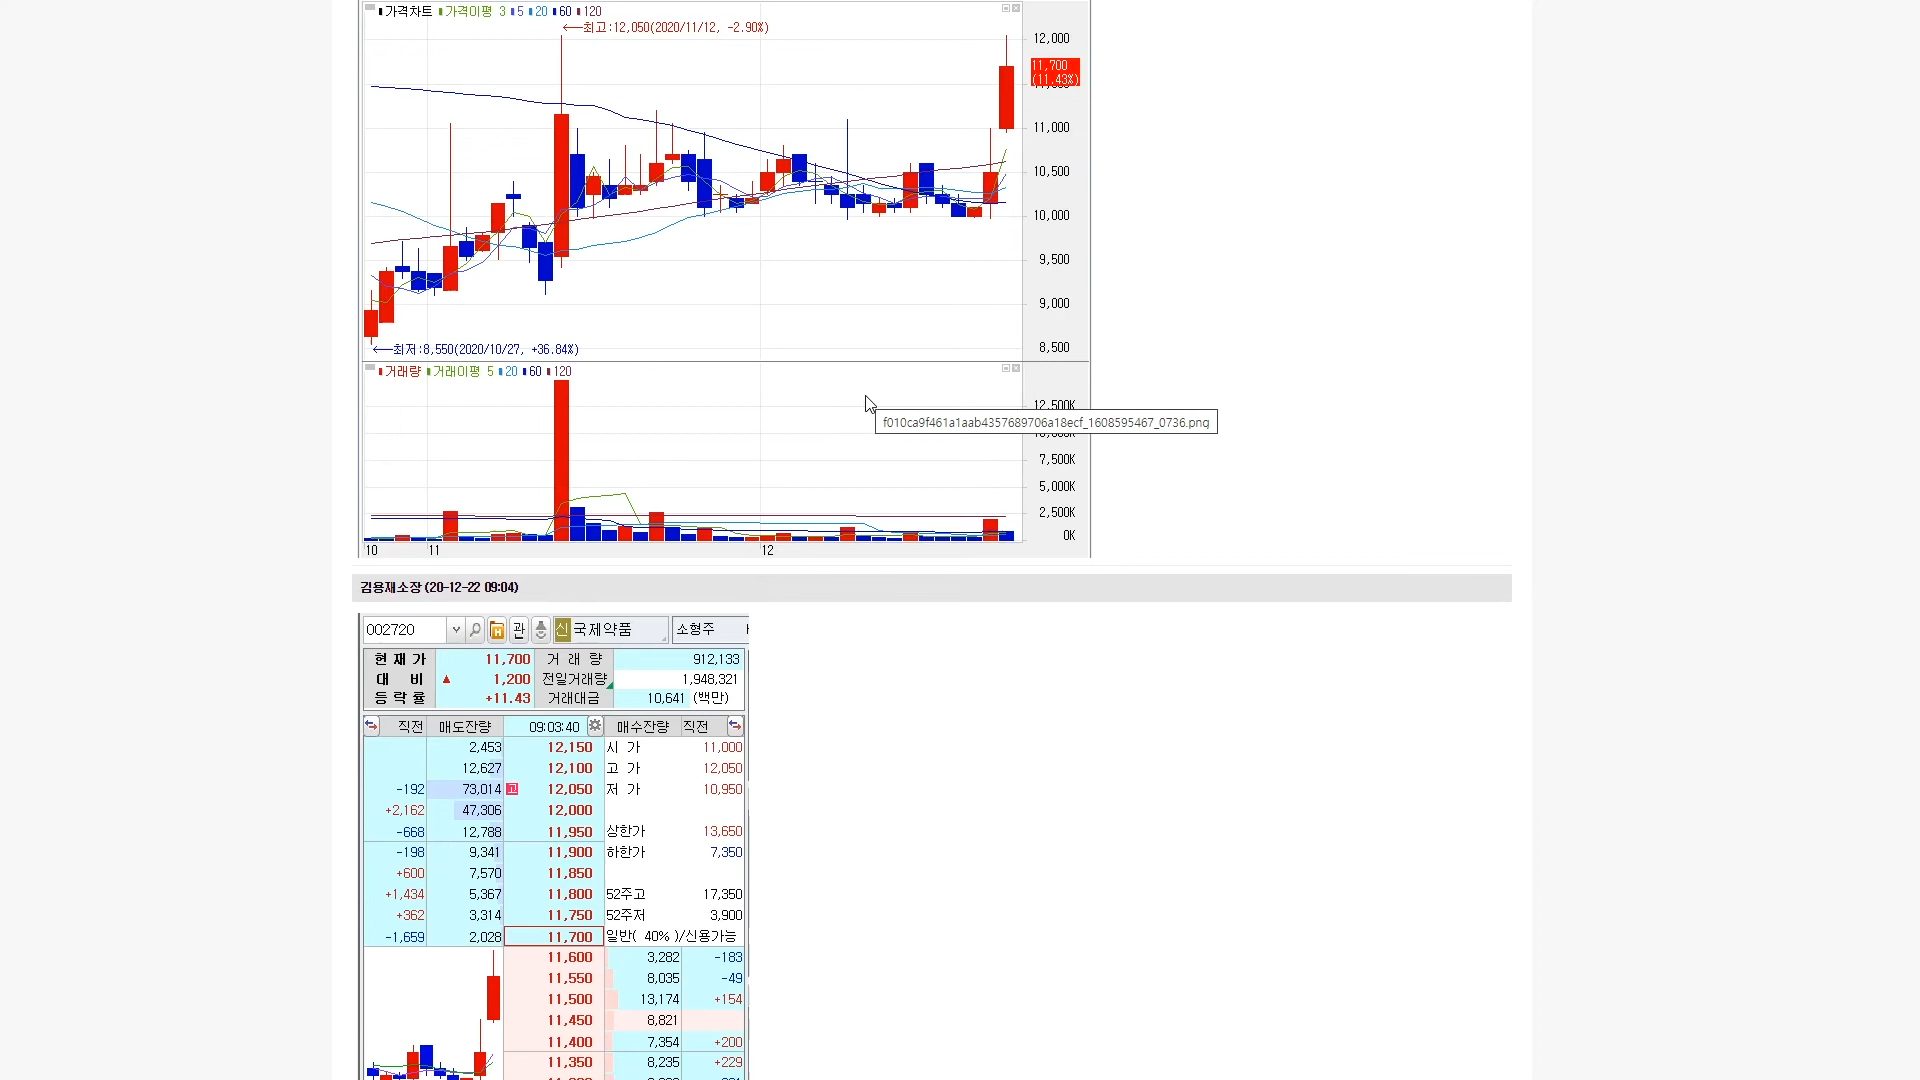 가격차트 가격이평 3 5 20 60 120
←최고:12,050(2020/11/12, -2.90%)
12,000
11,700
(11.43%)
11,000
10,500
10,000
9,500
9,000
8,500
←최저:8,550(2020/10/27, +36.84%)
거래량 거래이평 5 20 60 120
12,500K
f010ca9f461a1aab4357689706a18ecf_1608595467_0736.png
7,500K
5,000K
2,500K
0K
10 11 12
김용재소장 (20-12-22 09:04)
002720 관 신 국제약품 소형주
현재가 11,700 거래량 912,133
대비 ▲ 1,200 전일거래량 1,948,321
등락율 +11.43 거래대금 10,641 (백만)
직전 매도잔량 09:03:40 매수잔량 직전
2,453 12,150 시가 11,000
12,627 12,100 고가 12,050
-192 73,014 고 12,050 저가 10,950
+2,162 47,306 12,000
-668 12,788 11,950 상한가 13,650
-198 9,341 11,900 하한가 7,350
+600 7,570 11,850
+1,434 5,367 11,800 52주고 17,350
+362 3,314 11,750 52주저 3,900
-1,659 2,028 11,700 일반( 40% )/신용가능
11,600 3,282 -183
11,550 8,035 -49
11,500 13,174 +154
11,450 8,821
11,400 7,354 +200
11,350 8,235 +229